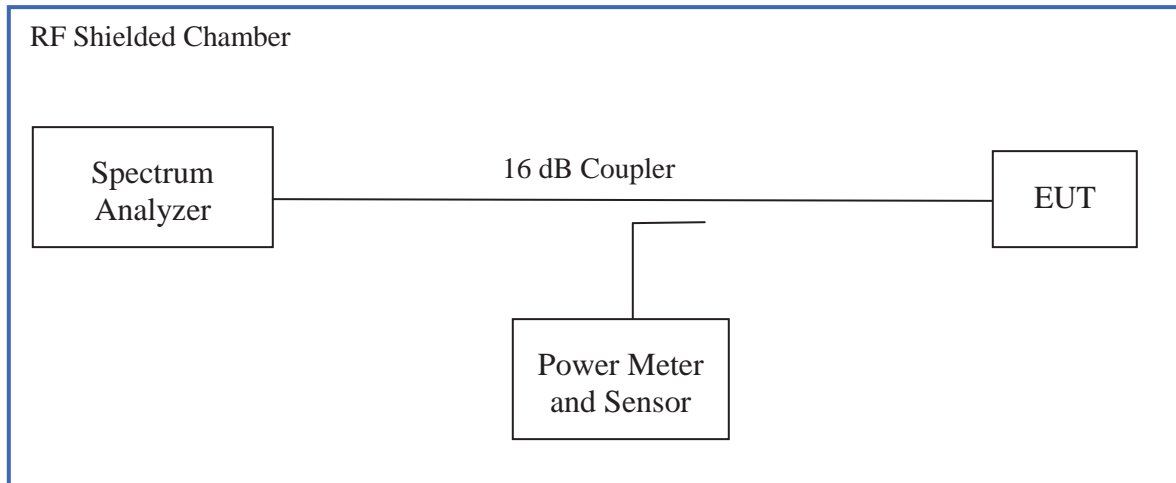 RF Shielded Chamber
Spectrum
Analyzer
16 dB Coupler
EUT
Power Meter
and Sensor